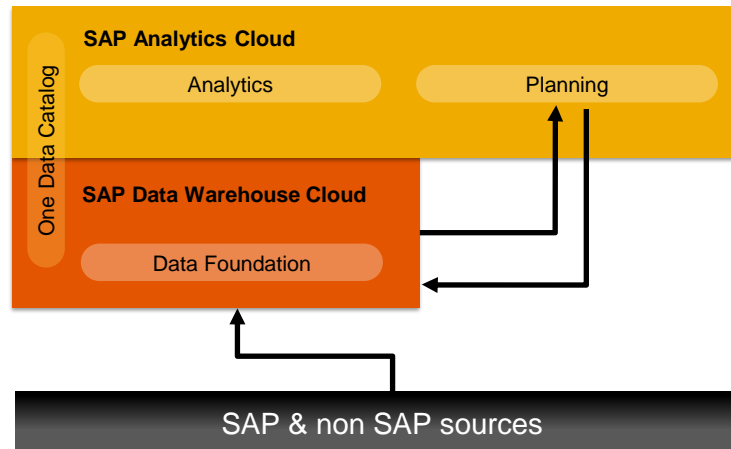 SAP Analytics Cloud
Analytics
Planning
One Data Catalog
SAP Data Warehouse Cloud
Data Foundation
SAP & non SAP sources